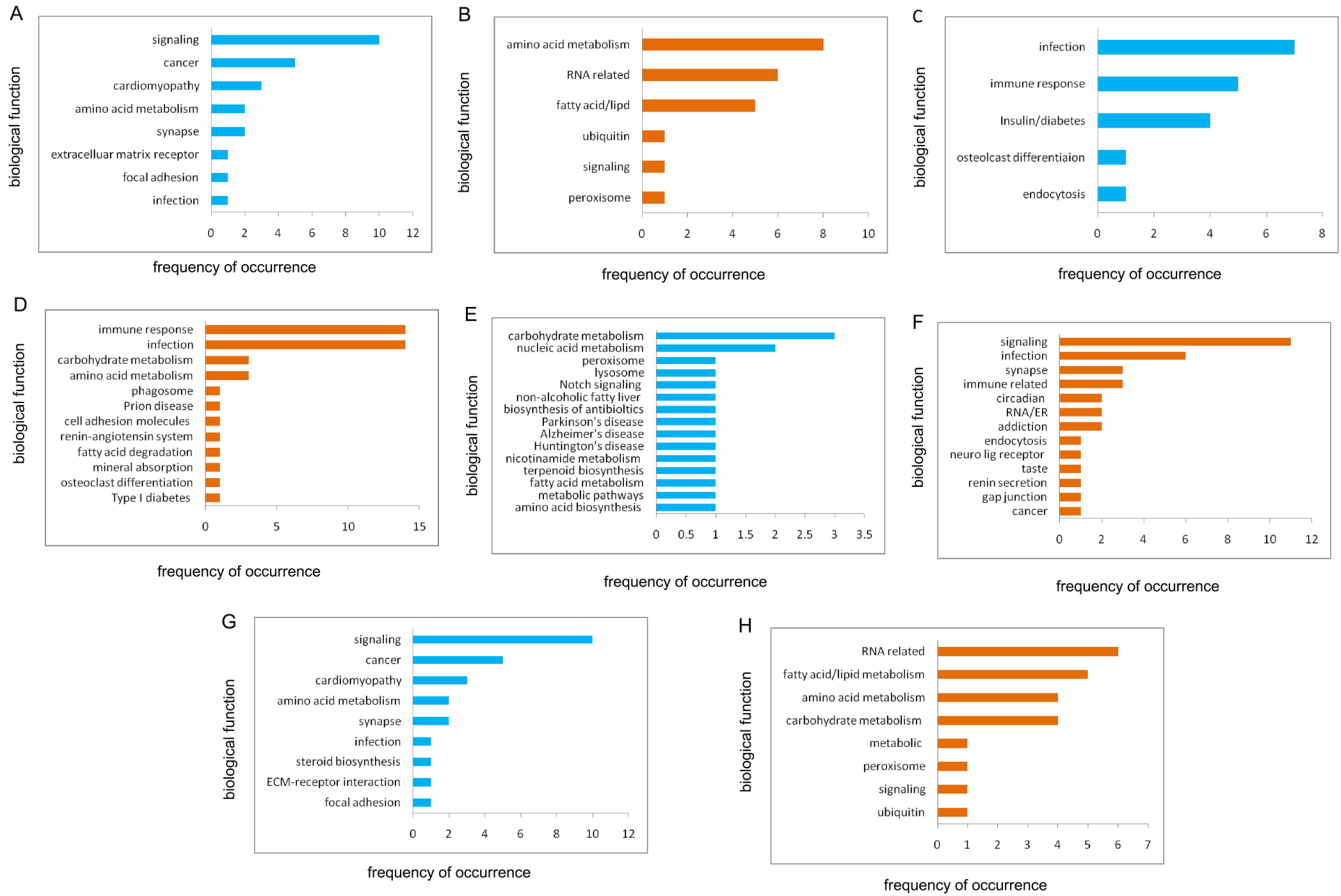 A
biological function
signaling
cancer
cardiomyopathy
amino acid metabolism
synapse
extracelluar matrix receptor
focal adhesion
infection
0 2 4 6 8 10 12
frequency of occurrence
B
biological function
amino acid metabolism
RNA related
fatty acid/lipd
ubiquitin
signaling
peroxisome
0 2 4 6 8 10
frequency of occurrence
C
biological function
infection
immune response
Insulin/diabetes
osteolcast differentiaion
endocytosis
0 2 4 6 8
frequency of occurrence
D
biological function
immune response
infection
carbohydrate metabolism
amino acid metabolism
phagosome
Prion disease
cell adhesion molecules
renin-angiotensin system
fatty acid degradation
mineral absorption
osteoclast differentiation
Type I diabetes
0 5 10 15
frequency of occurrence
E
biological function
carbohydrate metabolism
nucleic acid metabolism
peroxisome
lysosome
Notch signaling
non-alcoholic fatty liver
biosynthesis of antibioltics
Parkinson's disease
Alzheimer's disease
Huntington's disease
nicotinamide metabolism
terpenoid biosynthesis
fatty acid metabolism
metabolic pathways
amino acid biosynthesis
0 0.5 1 1.5 2 2.5 3 3.5
frequency of occurrence
F
biological function
signaling
infection
synapse
immune related
circadian
RNA/ER
addiction
endocytosis
neuro lig receptor
taste
renin secretion
gap junction
cancer
0 2 4 6 8 10 12
frequency of occurrence
G
biological function
signaling
cancer
cardiomyopathy
amino acid metabolism
synapse
infection
steroid biosynthesis
ECM-receptor interaction
focal adhesion
0 2 4 6 8 10 12
frequency of occurrence
H
biological function
RNA related
fatty acid/lipid metabolism
amino acid metabolism
carbohydrate metabolism
metabolic
peroxisome
signaling
ubiquitin
0 1 2 3 4 5 6 7
frequency of occurrence